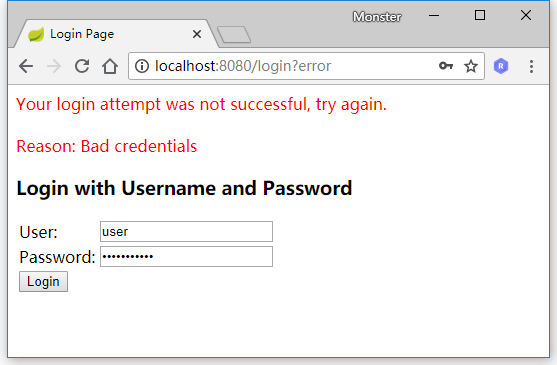 Monster
Login Page
localhost:8080/login?error
R
Your login attempt was not successful, try again.
Reason: Bad credentials
Login with Username and Password
User: user
Password: •••••••••••
Login